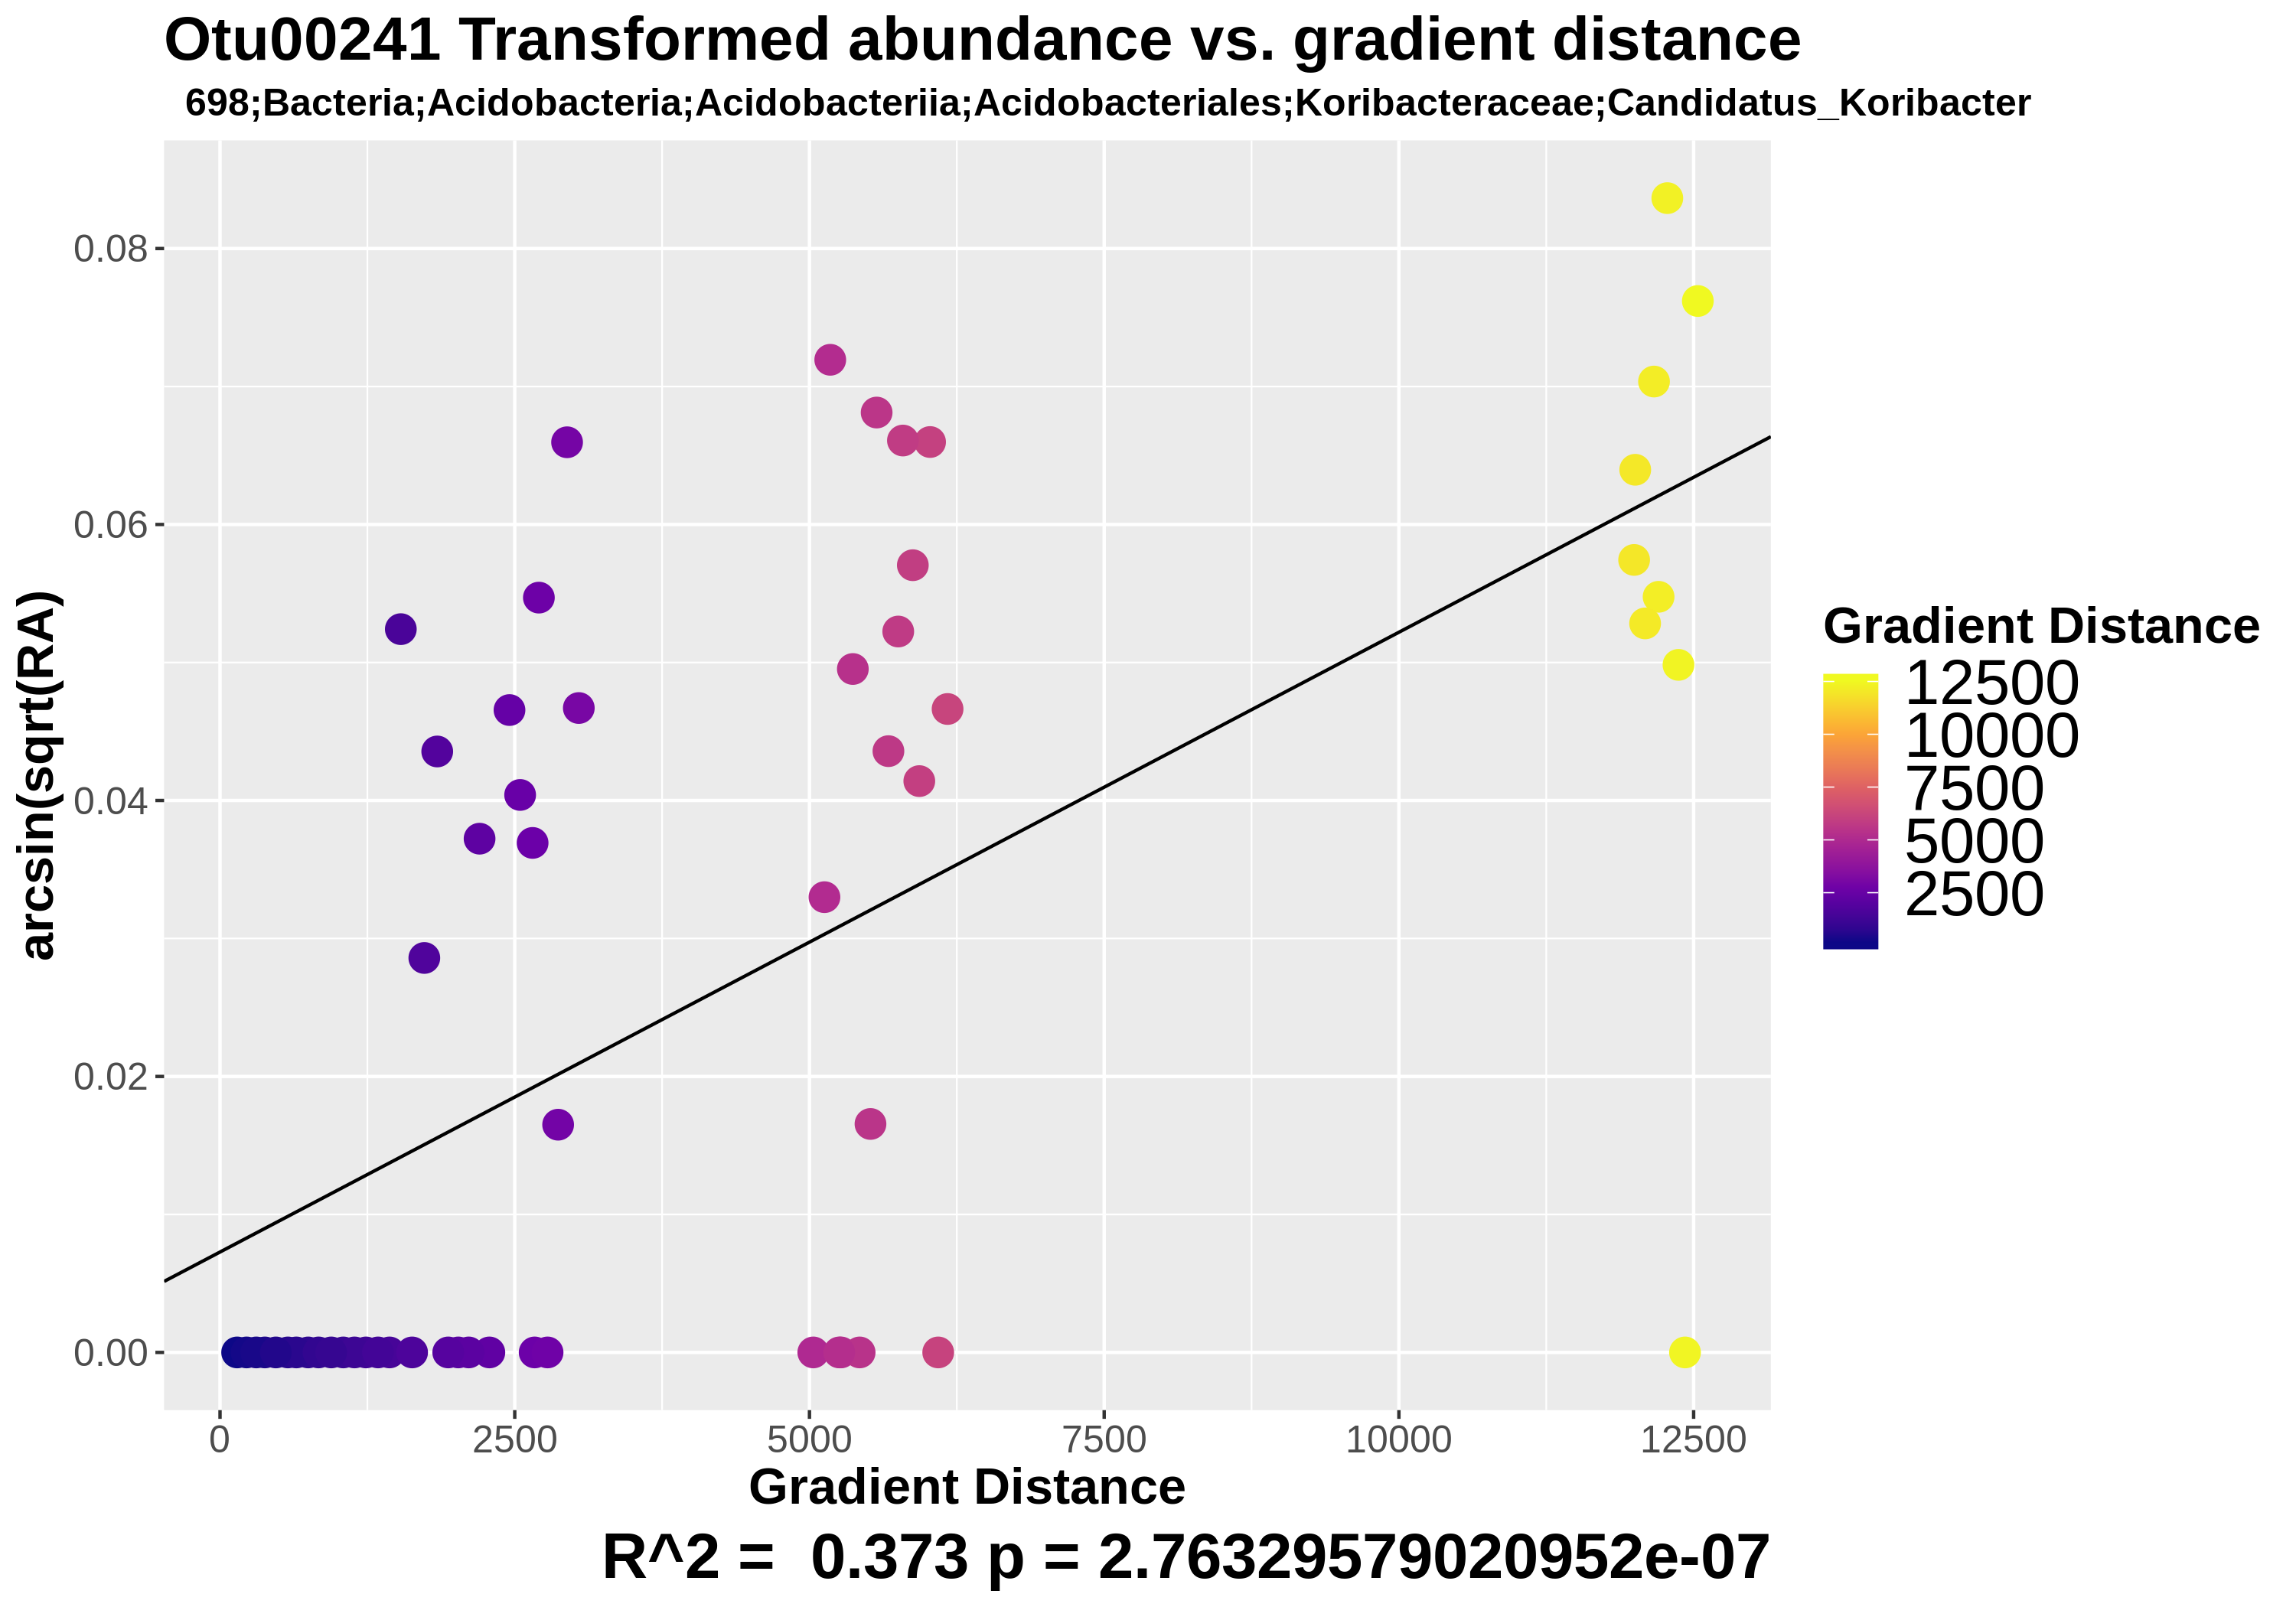 Otu00241 Transformed abundance vs. gradient distance
698;Bacteria;Acidobacteria;Acidobacteriia;Acidobacteriales;Koribacteraceae;Candidatus_Koribacter
arcsin(sqrt(RA)
0.08
0.06
0.04
0.02
0.00
0 2500 5000 7500 10000 12500
Gradient Distance
R^2 =  0.373 p = 2.76329579020952e-07
Gradient Distance
12500
10000
7500
5000
2500